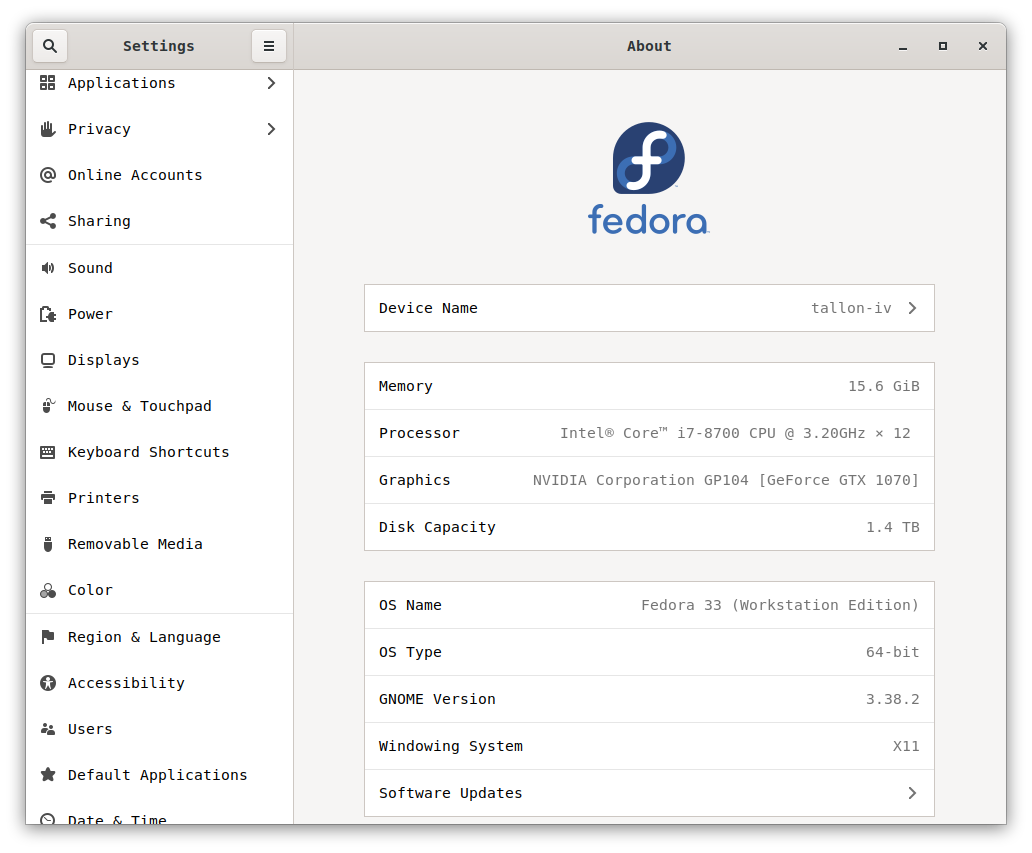 Settings
About
Applications
Privacy
Online Accounts
Sharing
Sound
Power
Displays
Mouse & Touchpad
Keyboard Shortcuts
Printers
Removable Media
Color
Region & Language
Accessibility
Users
Default Applications
Date & Time
fedora
Device Name tallon-iv
Memory 15.6 GiB
Processor Intel® Core™ i7-8700 CPU @ 3.20GHz × 12
Graphics NVIDIA Corporation GP104 [GeForce GTX 1070]
Disk Capacity 1.4 TB
OS Name Fedora 33 (Workstation Edition)
OS Type 64-bit
GNOME Version 3.38.2
Windowing System X11
Software Updates